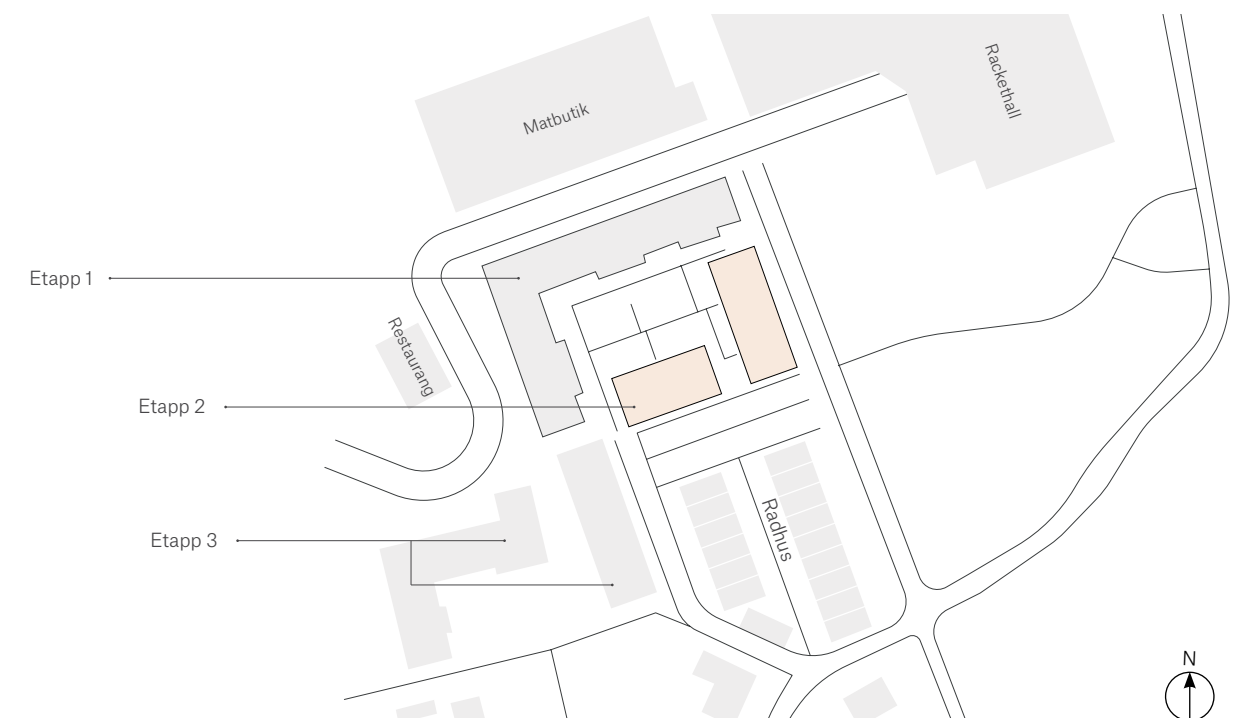 Rackethall
Matbutik
Etapp 1
Restaurang
Etapp 2
Radhus
Etapp 3
N